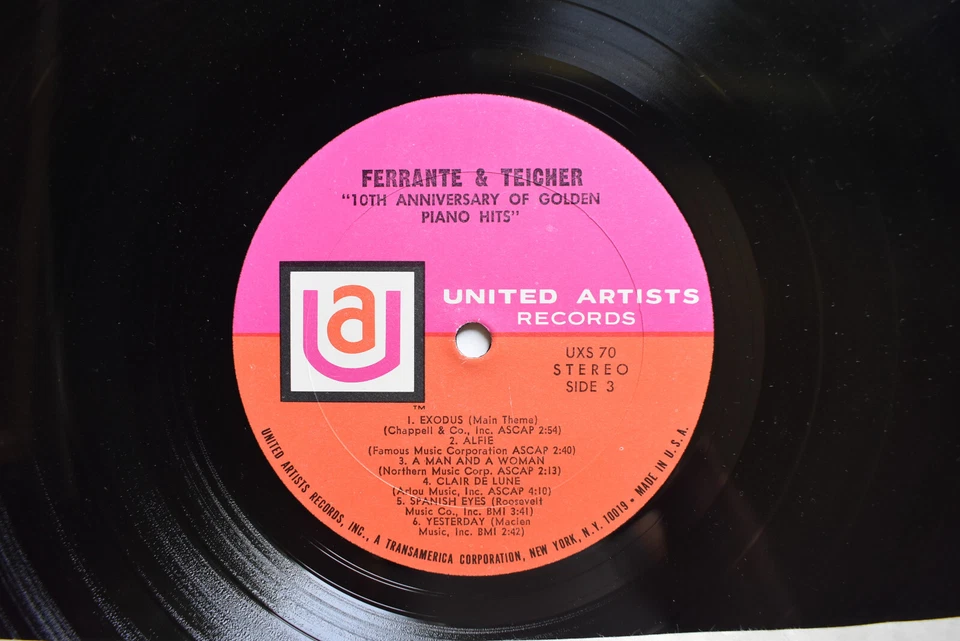 FERRANTE & TEICHER
"10TH ANNIVERSARY OF GOLDEN
PIANO HITS"
ua
UNITED ARTISTS
RECORDS
UXS 70
STEREO
SIDE 3
TM
1. EXODUS (Main Theme)
(Chappell & Co., Inc. ASCAP 2:54)
2. ALFIE
(Famous Music Corporation ASCAP 2:40)
3. A MAN AND A WOMAN
(Northern Music Corp. ASCAP 2:13)
4. CLAIR DE LUNE
(Arlou Music, Inc. ASCAP 4:10)
5. SPANISH EYES (Roosevelt
Music Co., Inc. BMI 3:41)
6. YESTERDAY (Maclen
Music, Inc. BMI 2:42)
UNITED ARTISTS RECORDS, INC., A TRANSAMERICA CORPORATION, NEW YORK, N.Y. 10019 • MADE IN U.S.A.